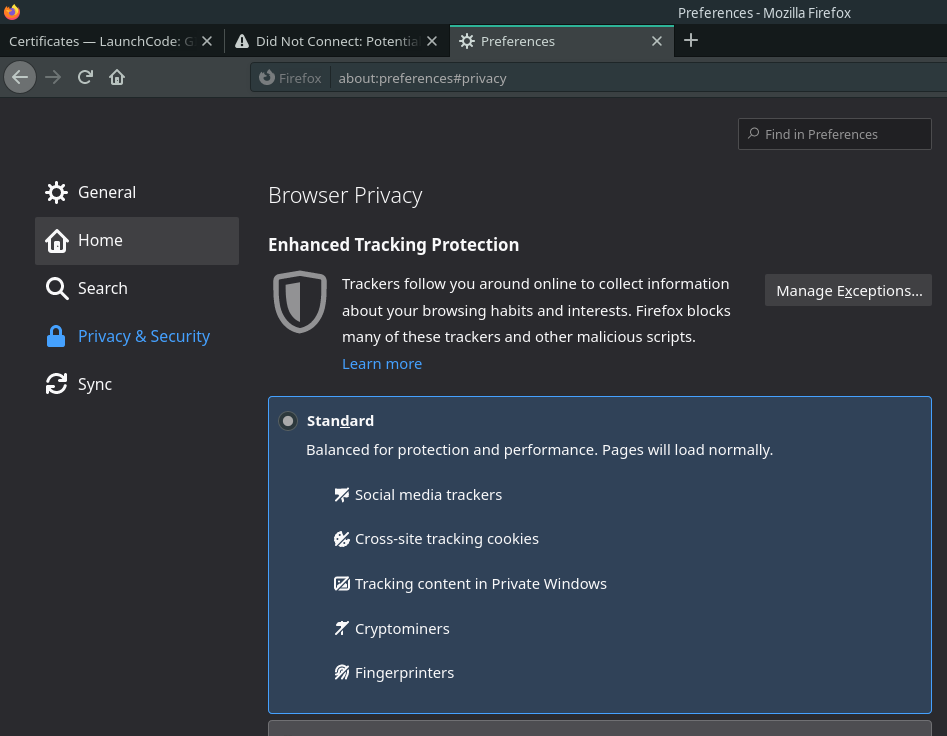 Preferences - Mozilla Firefox
Certificates — LaunchCode: G
Did Not Connect: Potentia
Preferences
Firefox
about:preferences#privacy
Find in Preferences
General
Home
Search
Privacy & Security
Sync
Browser Privacy
Enhanced Tracking Protection
Trackers follow you around online to collect information
about your browsing habits and interests. Firefox blocks
many of these trackers and other malicious scripts.
Learn more
Manage Exceptions...
Standard
Balanced for protection and performance. Pages will load normally.
Social media trackers
Cross-site tracking cookies
Tracking content in Private Windows
Cryptominers
Fingerprinters